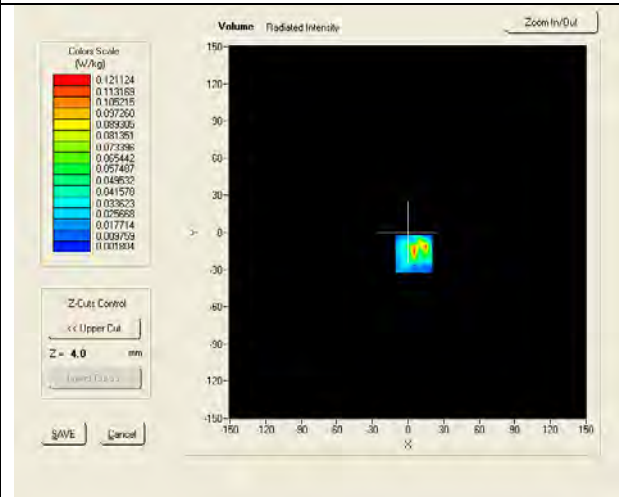 Volume Radiated Intensity
Zoom In/Out
Colors Scale
(W/kg)
0.121124
0.113169
0.105215
0.097260
0.089305
0.081351
0.073396
0.065442
0.057487
0.049532
0.041578
0.033623
0.025668
0.017714
0.009759
0.001804
150
120
90
60
30
0
-30
-60
-90
-120
-150
Y
-150 -120 -90 -60 -30 0 30 60 90 120 150
X
Z-Cuts Control
<< Upper Cut
Z = 4.0 mm
SAVE Cancel